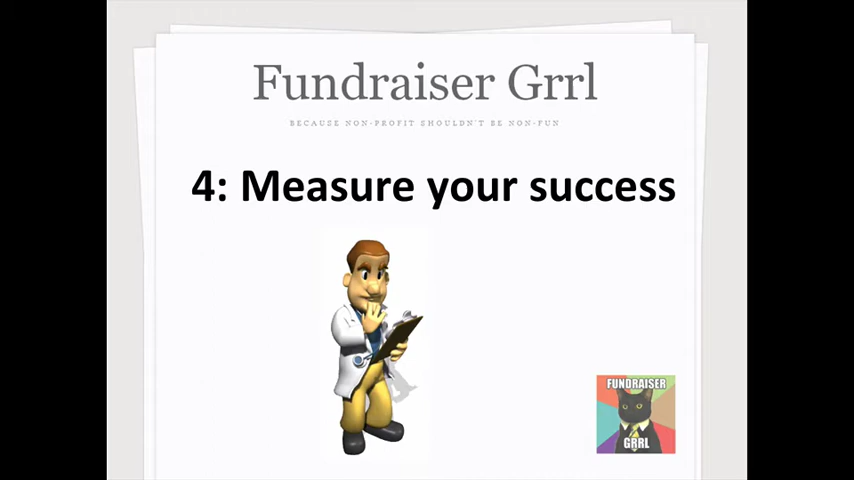 Fundraiser Grrl
BECAUSE NON-PROFIT SHOULDN'T BE NON-FUN
4: Measure your success
FUNDRAISER
GRRL